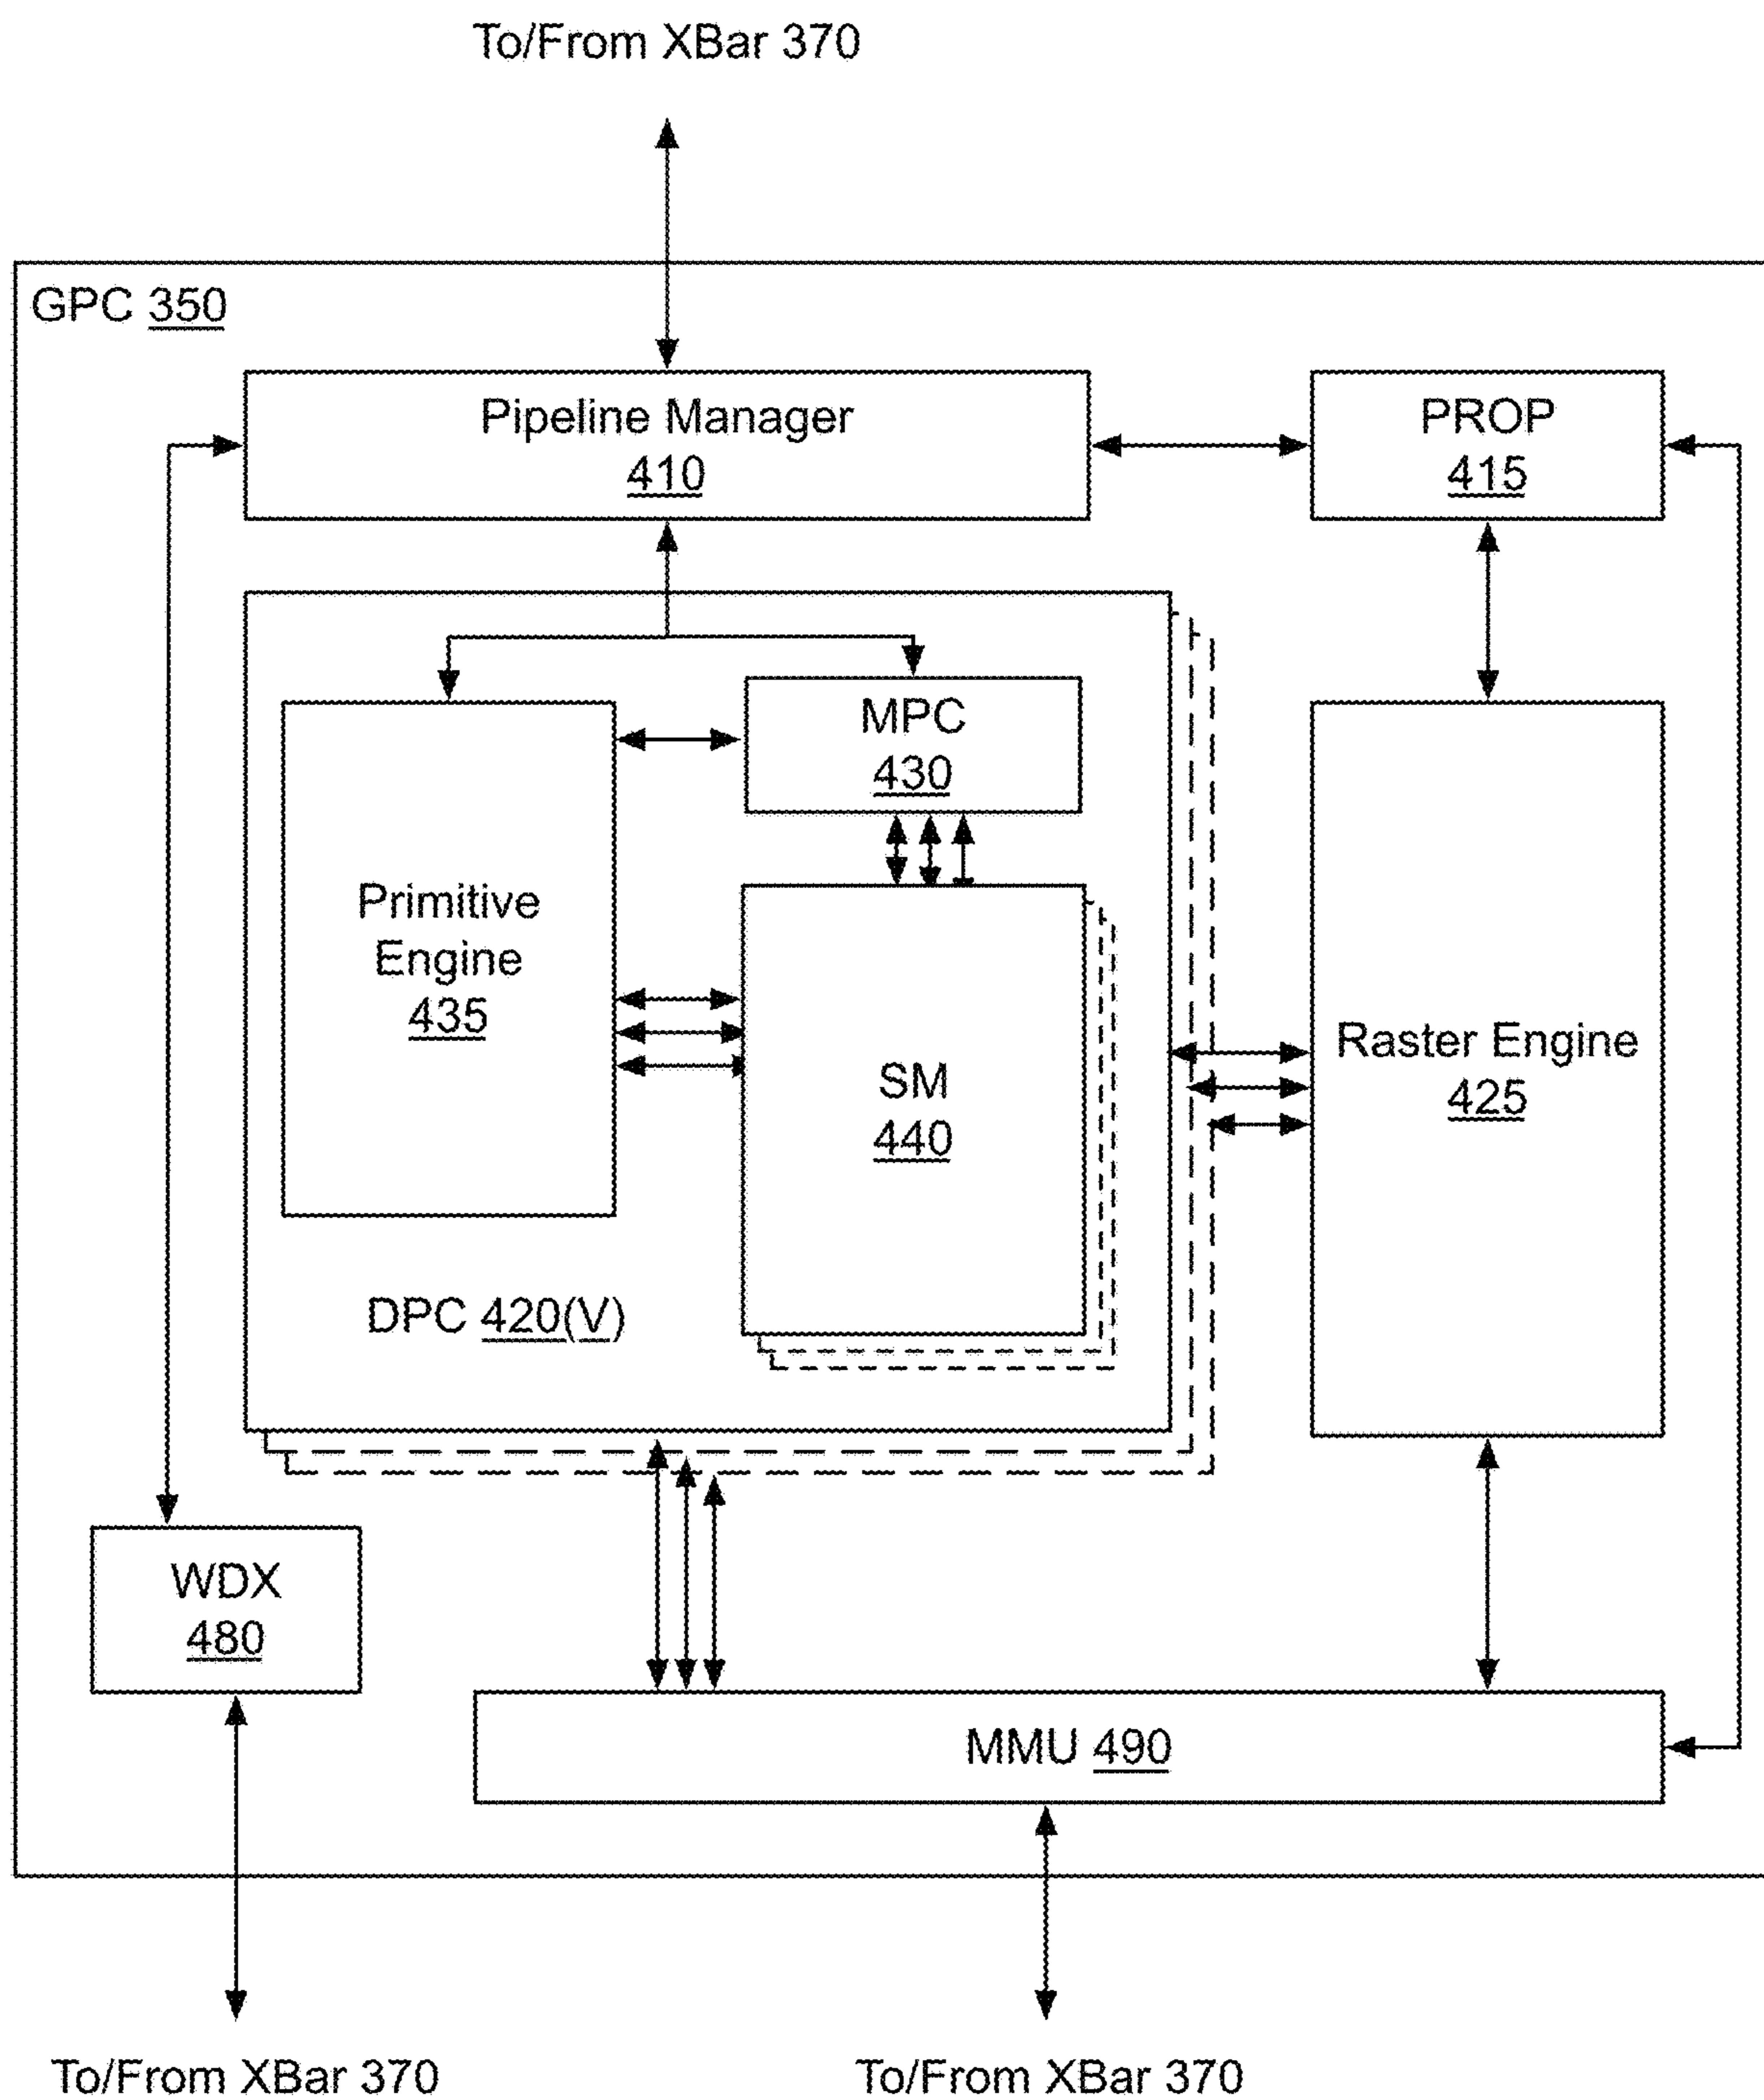 To/From XBar 370
GPC 350
Pipeline Manager
410
PROP
415
MPC
430
Primitive
Engine
435
SM
440
Raster Engine
425
DPC 420(V)
WDX
480
MMU 490
To/From XBar 370
To/From XBar 370